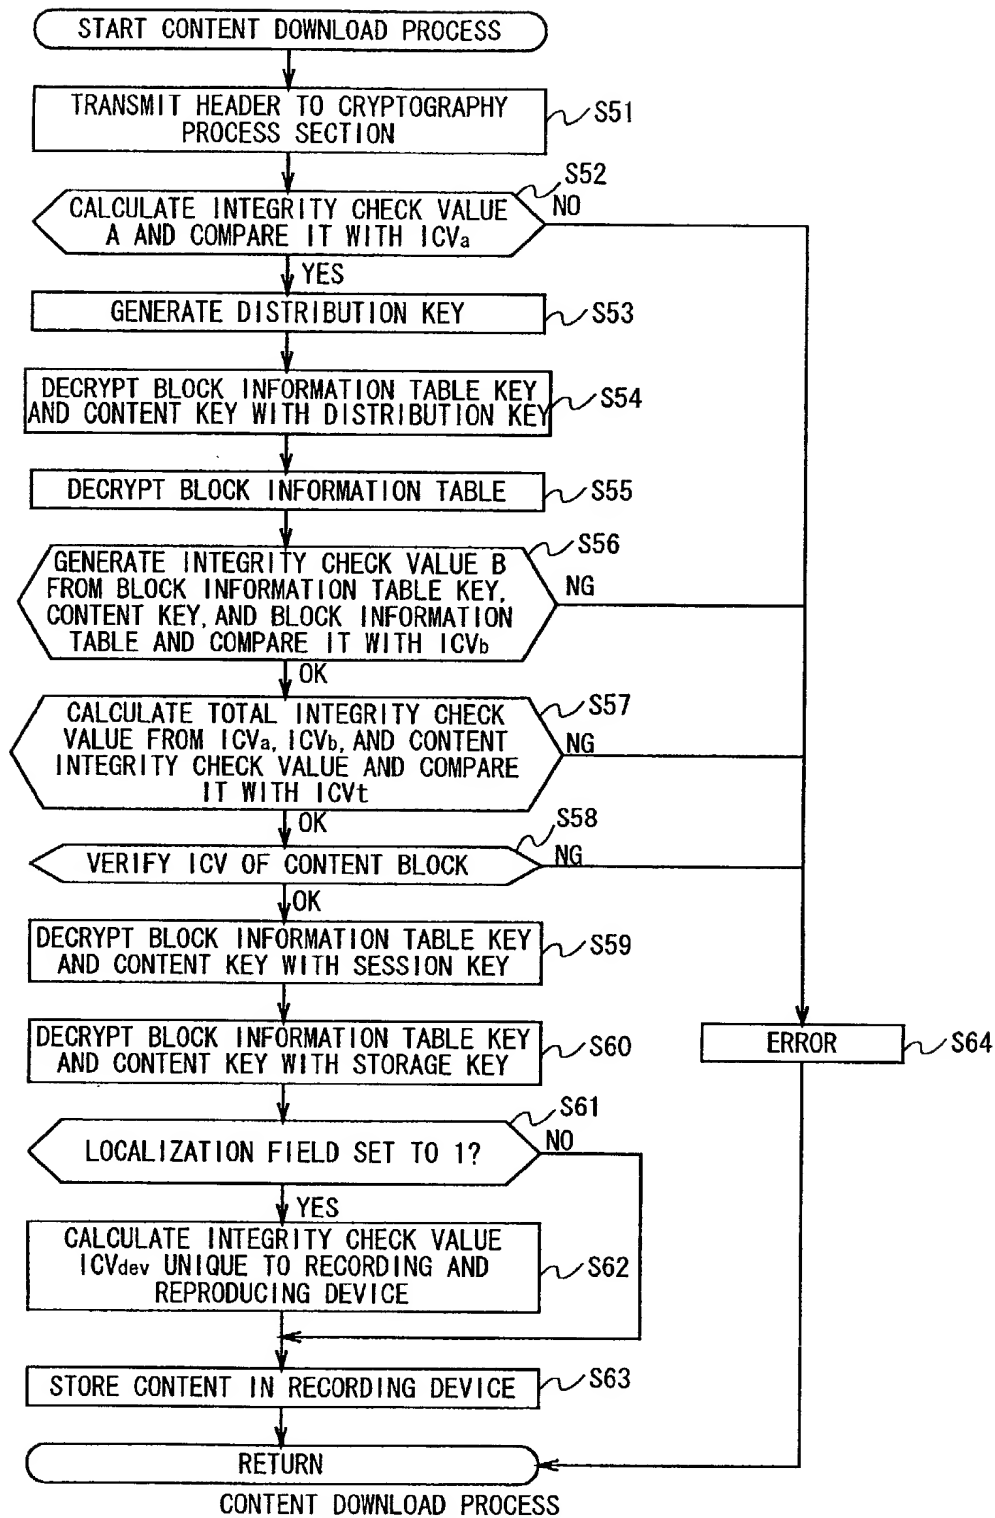 START CONTENT DOWNLOAD PROCESS
TRANSMIT HEADER TO CRYPTOGRAPHY
PROCESS SECTION
S51
S52
CALCULATE INTEGRITY CHECK VALUE
A AND COMPARE IT WITH ICVa
NO
YES
GENERATE DISTRIBUTION KEY
S53
DECRYPT BLOCK INFORMATION TABLE KEY
AND CONTENT KEY WITH DISTRIBUTION KEY
S54
DECRYPT BLOCK INFORMATION TABLE
S55
S56
GENERATE INTEGRITY CHECK VALUE B
FROM BLOCK INFORMATION TABLE KEY,
CONTENT KEY, AND BLOCK INFORMATION
TABLE AND COMPARE IT WITH ICVb
NG
OK
S57
CALCULATE TOTAL INTEGRITY CHECK
VALUE FROM ICVa, ICVb, AND CONTENT
INTEGRITY CHECK VALUE AND COMPARE
IT WITH ICVt
NG
OK
S58
VERIFY ICV OF CONTENT BLOCK
NG
OK
DECRYPT BLOCK INFORMATION TABLE KEY
AND CONTENT KEY WITH SESSION KEY
S59
DECRYPT BLOCK INFORMATION TABLE KEY
AND CONTENT KEY WITH STORAGE KEY
S60
ERROR
S64
S61
LOCALIZATION FIELD SET TO 1?
NO
YES
CALCULATE INTEGRITY CHECK VALUE
ICVdev UNIQUE TO RECORDING AND
REPRODUCING DEVICE
S62
STORE CONTENT IN RECORDING DEVICE
S63
RETURN
CONTENT DOWNLOAD PROCESS